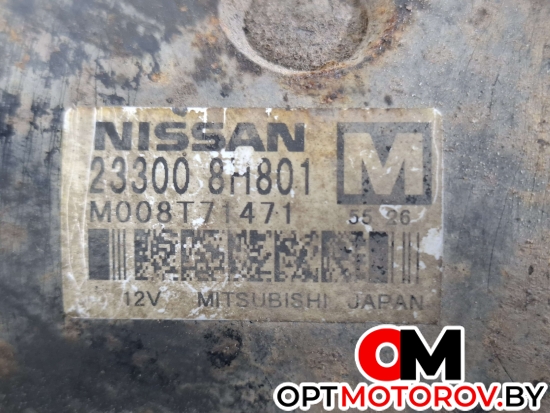 NISSAN
23300 8H801
M
M008T71471
55 26
12V MITSUBISHI JAPAN
OM
OPTMOTOROV.BY